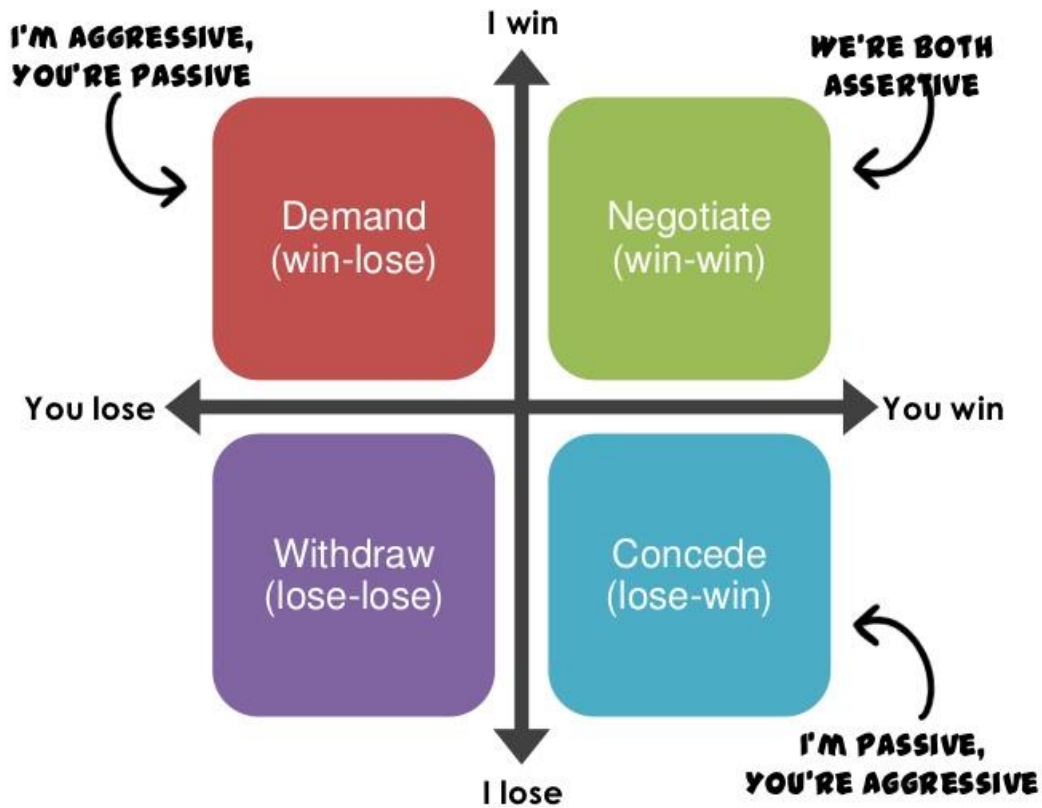 I win
I'M AGGRESSIVE,
YOU'RE PASSIVE
WE'RE BOTH
ASSERTIVE
Demand
(win-lose)
Negotiate
(win-win)
You lose
You win
Withdraw
(lose-lose)
Concede
(lose-win)
I'M PASSIVE,
YOU'RE AGGRESSIVE
I lose